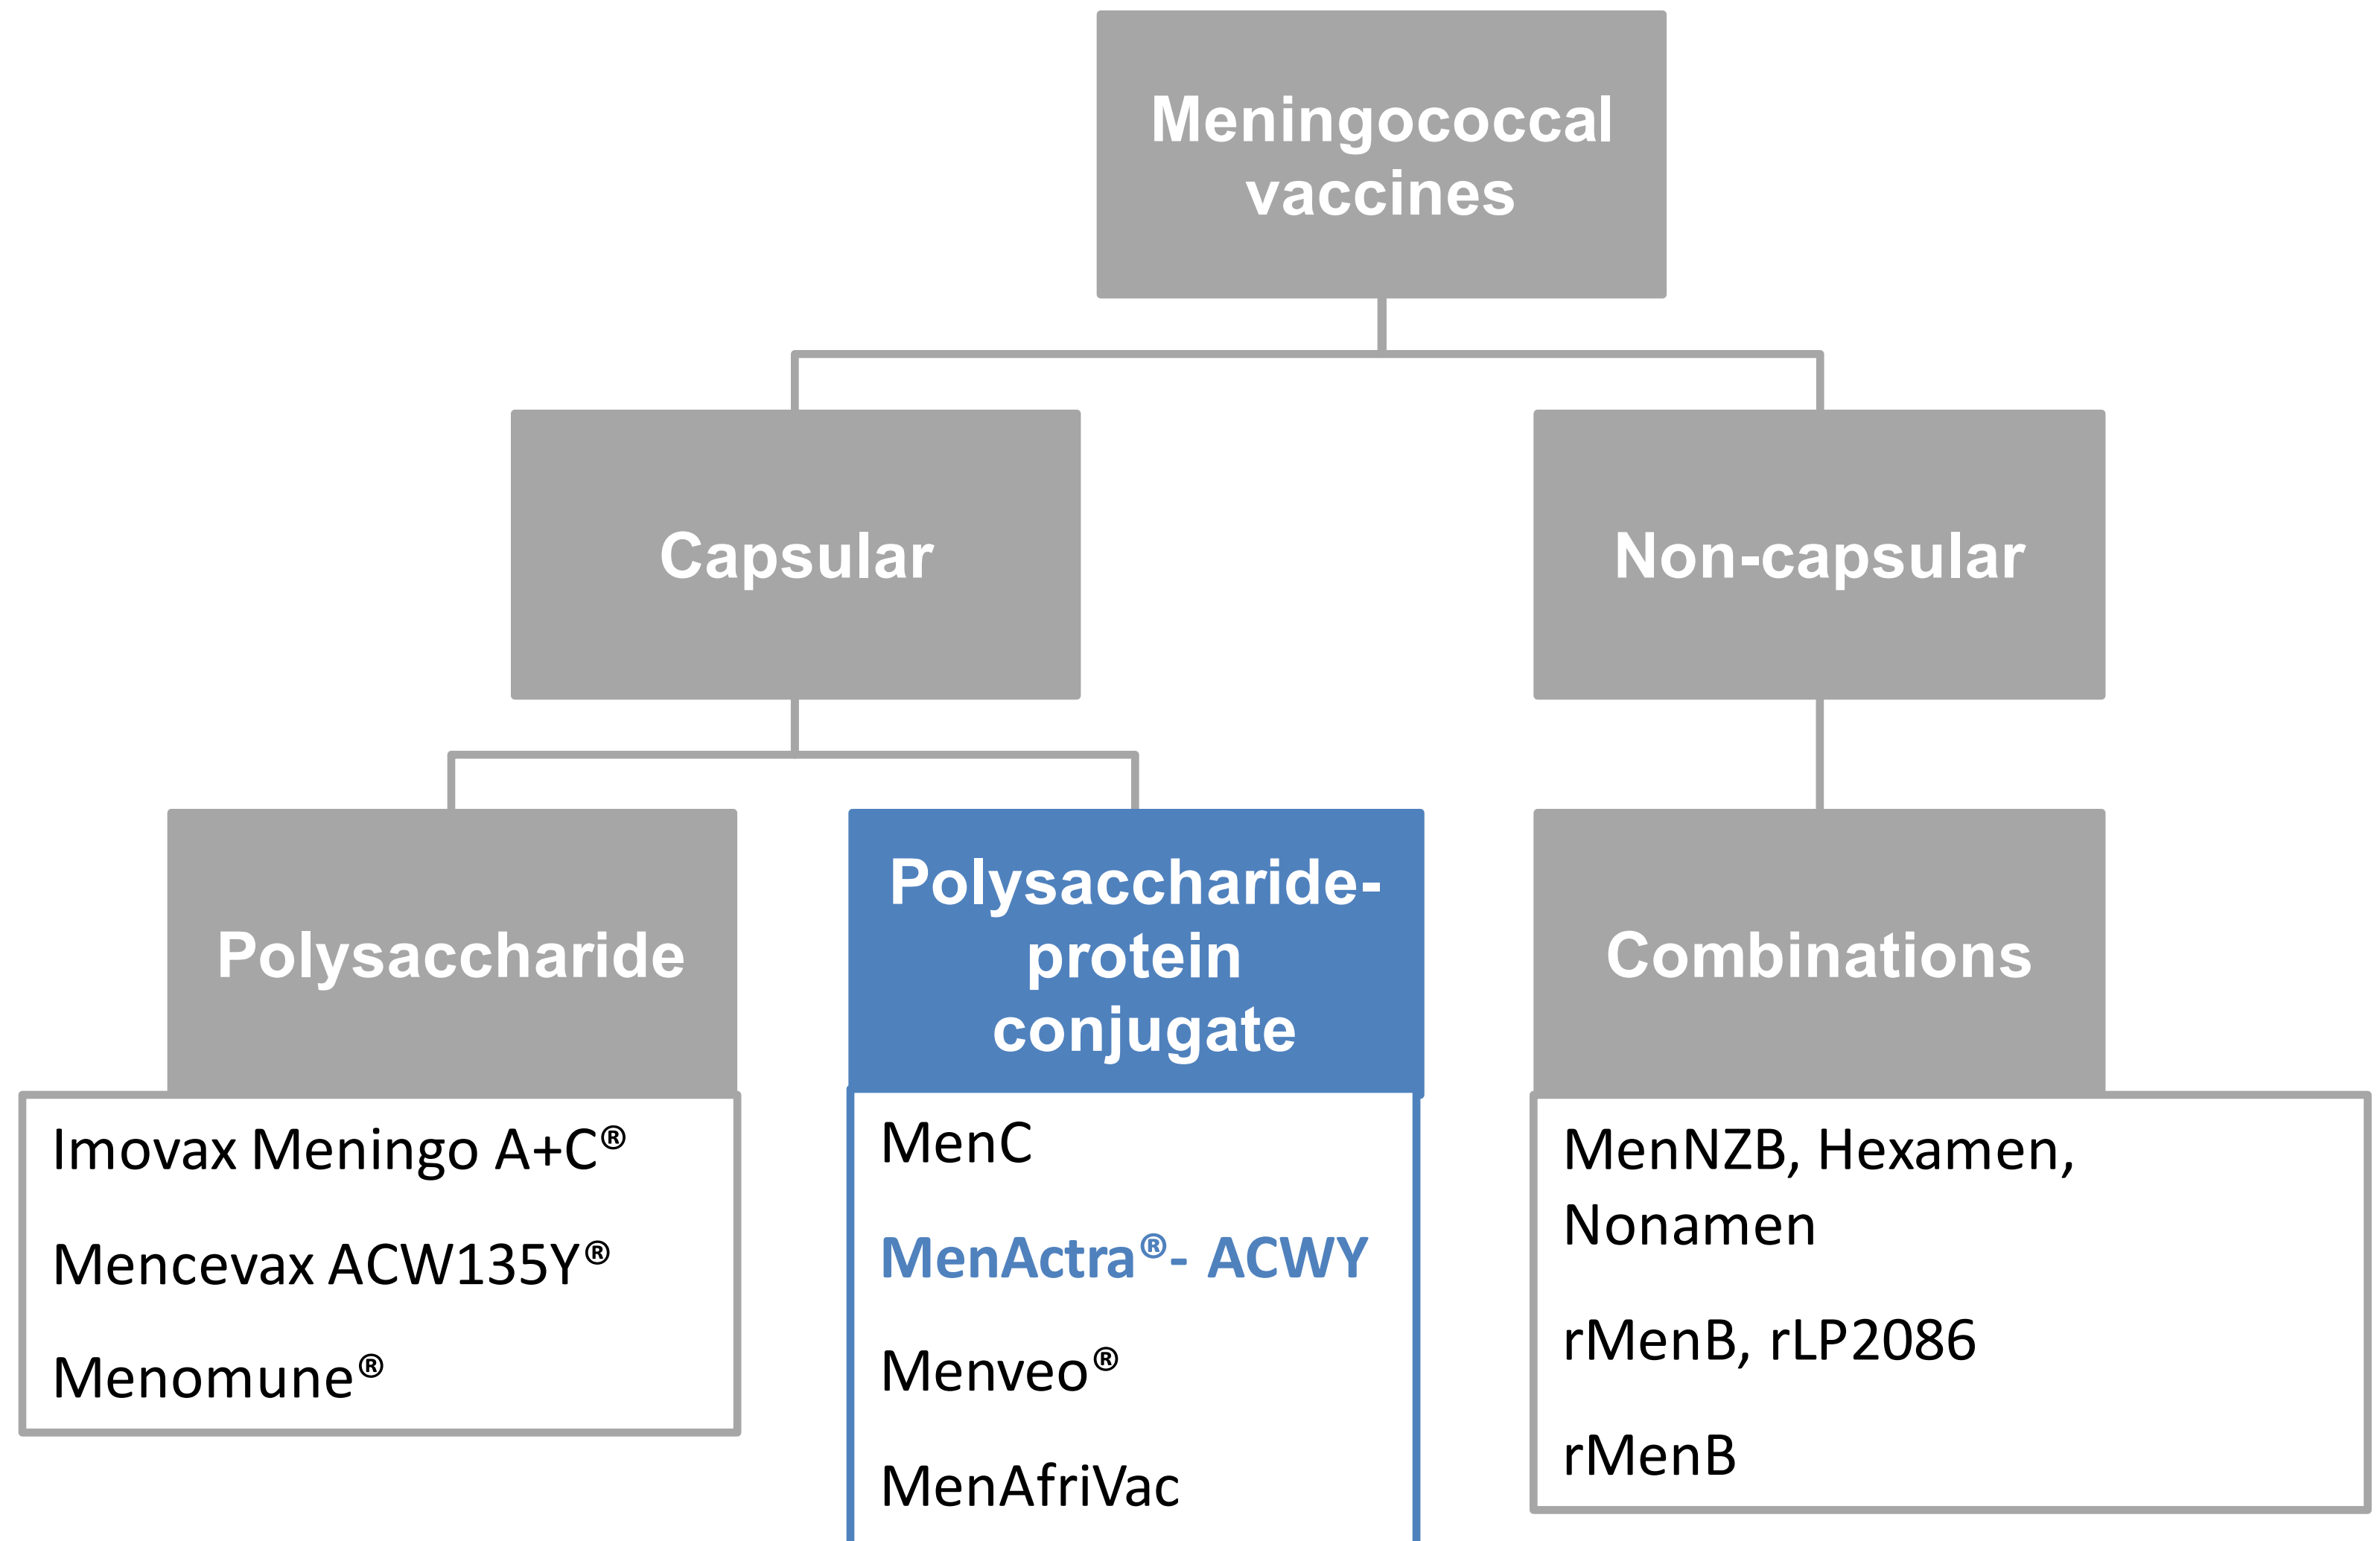 Meningococcal
vaccines
Capsular
Non-capsular
Polysaccharide
Polysaccharide-
protein
conjugate
Combinations
Imovax Meningo A+C®
Mencevax ACW135Y®
Menomune®
MenC
MenActra®- ACWY
Menveo®
MenAfriVac
MenNZB, Hexamen,
Nonamen
rMenB, rLP2086
rMenB